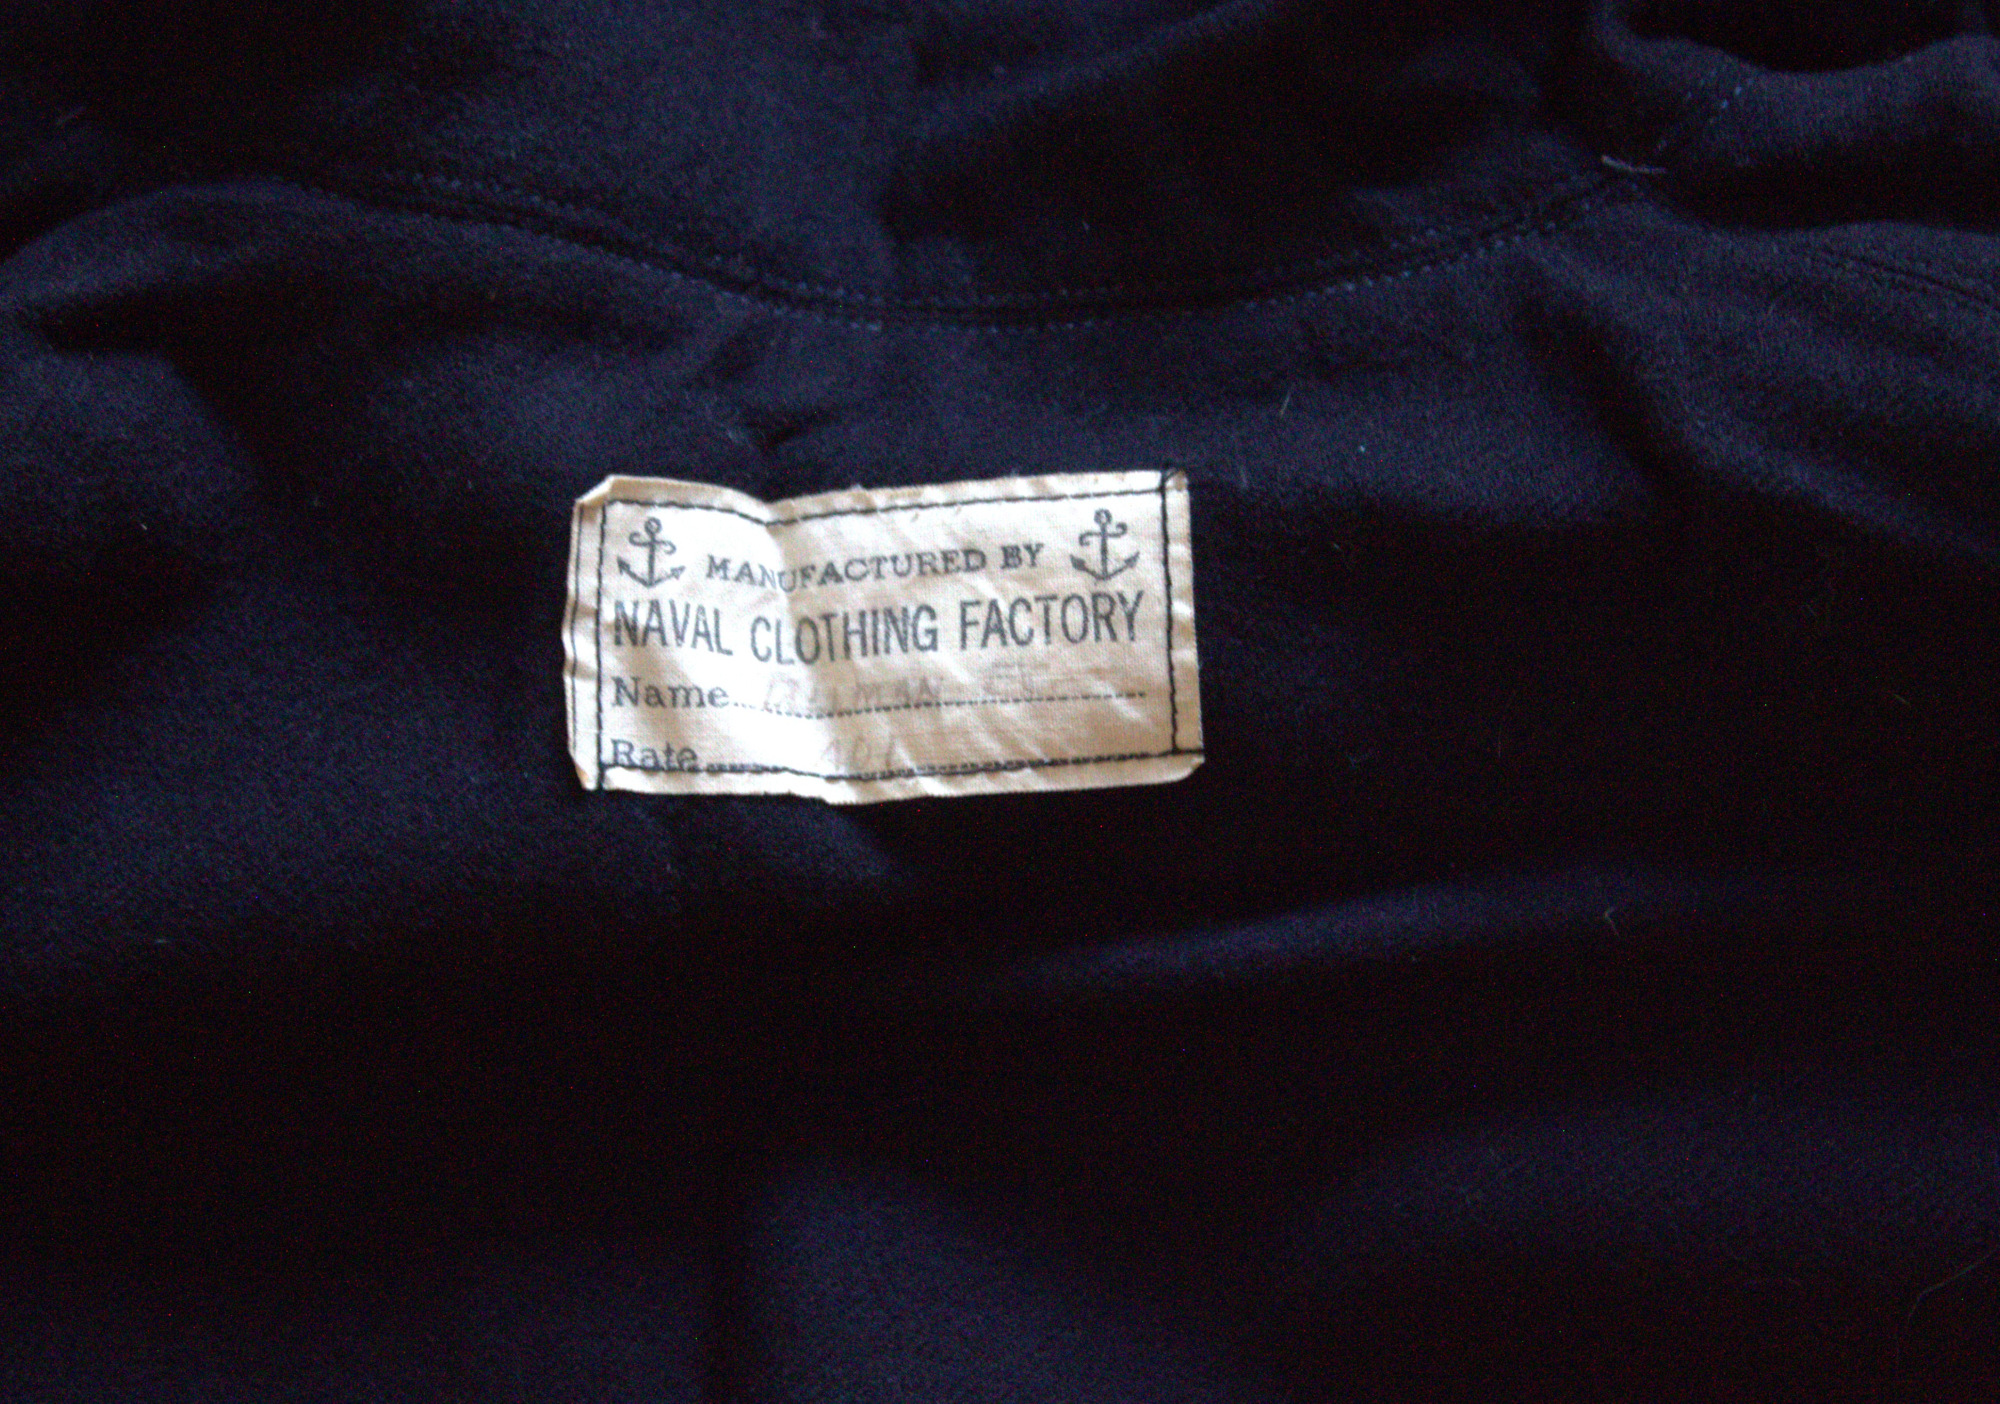 MANUFACTURED BY
NAVAL CLOTHING FACTORY
Name
Rate